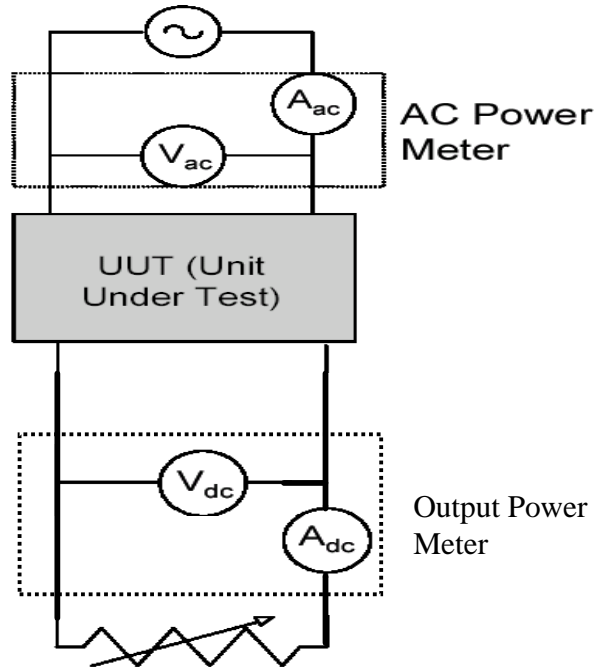 A ac
AC Power
Meter
V ac
UUT (Unit
Under Test)
V dc
Output Power
Meter
A dc